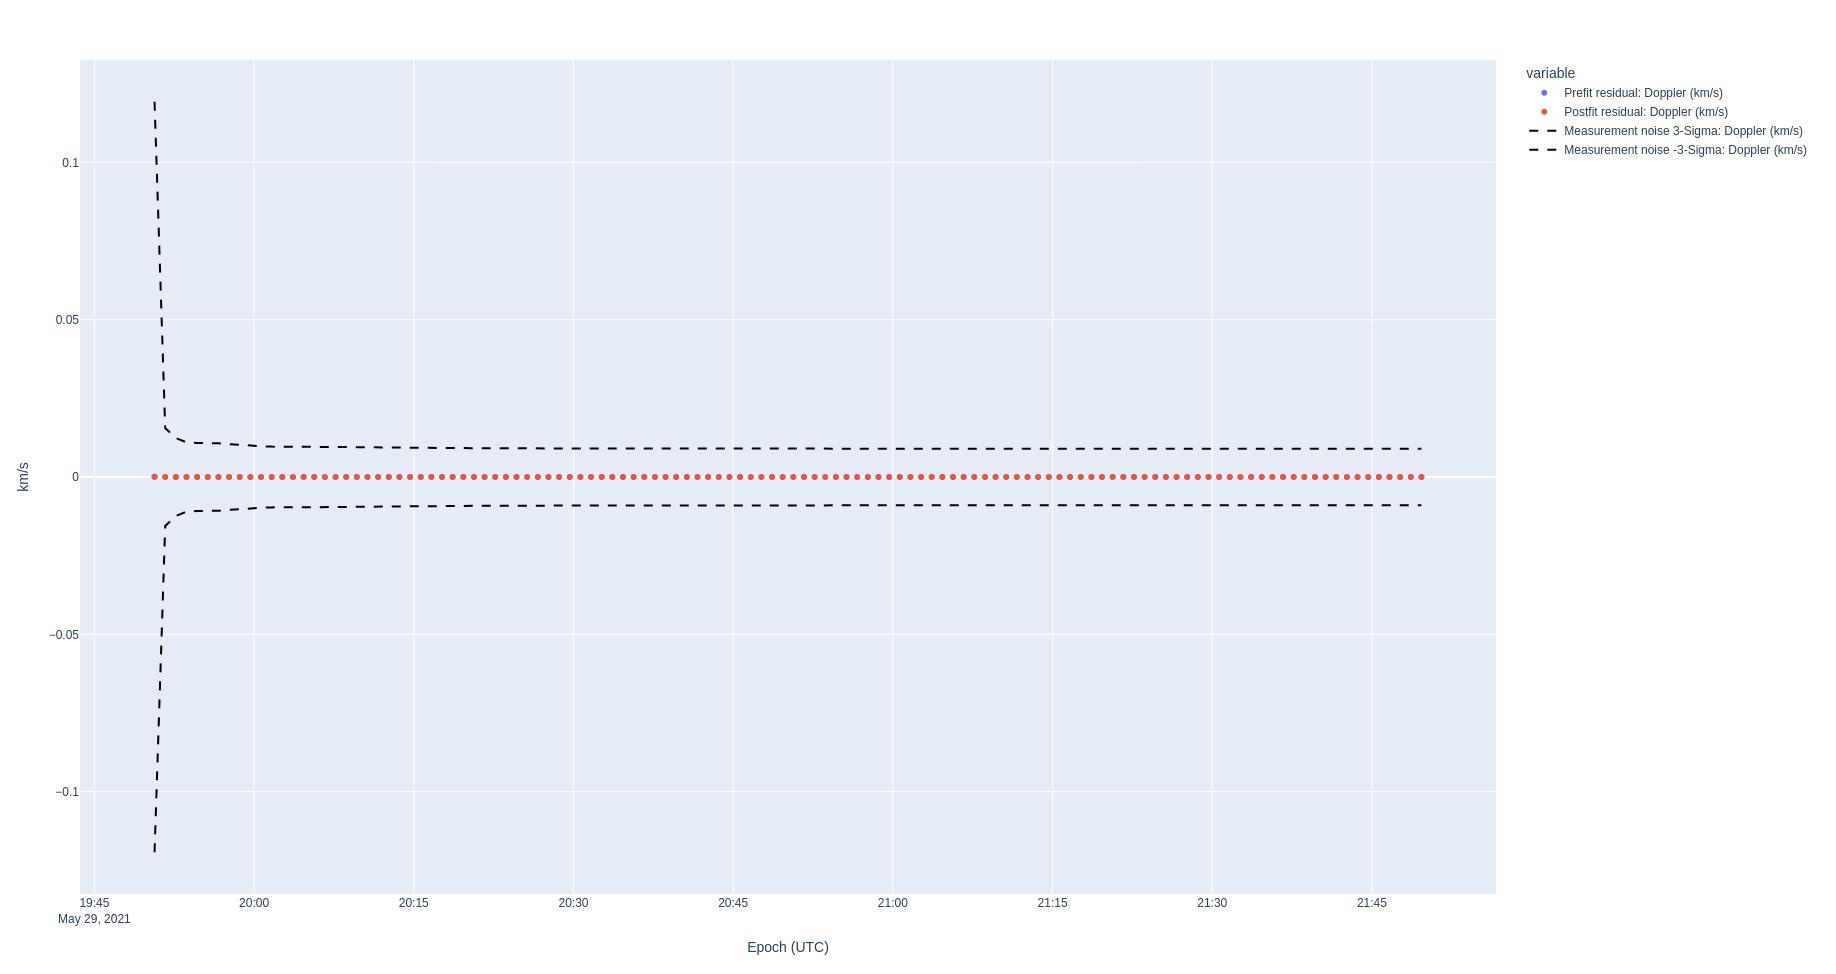 variable
Prefit residual: Doppler (km/s)
Postfit residual: Doppler (km/s)
Measurement noise 3-Sigma: Doppler (km/s)
Measurement noise -3-Sigma: Doppler (km/s)
0.1
0.05
0
−0.05
−0.1
km/s
19:45 20:00 20:15 20:30 20:45 21:00 21:15 21:30 21:45
May 29, 2021
Epoch (UTC)